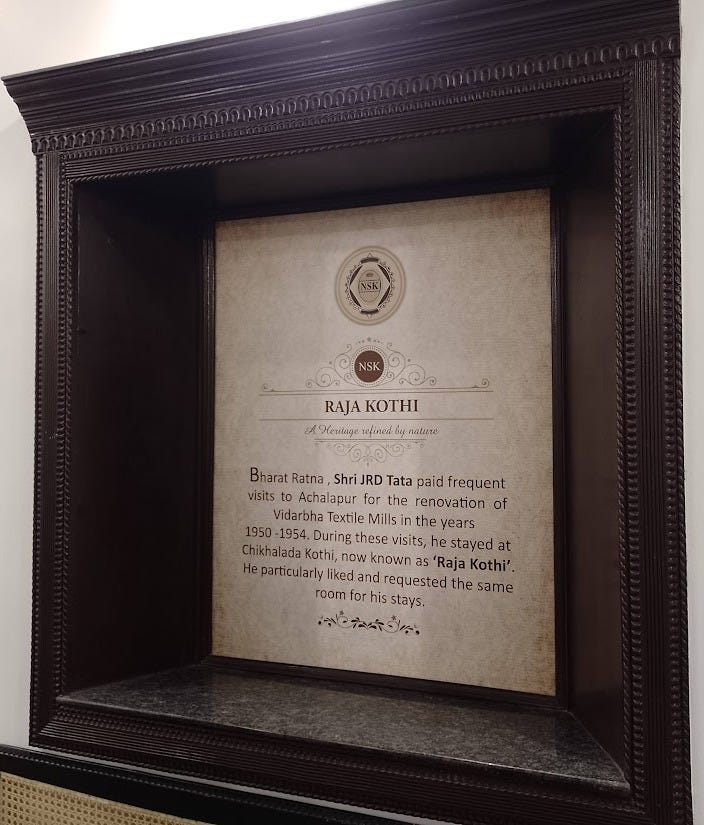 NSK
NSK
RAJA KOTHI
A Heritage refined by nature
Bharat Ratna , Shri JRD Tata paid frequent
visits to Achalapur for the renovation of
Vidarbha Textile Mills in the years
1950 -1954. During these visits, he stayed at
Chikhalada Kothi, now known as ‘Raja Kothi’.
He particularly liked and requested the same
room for his stays.